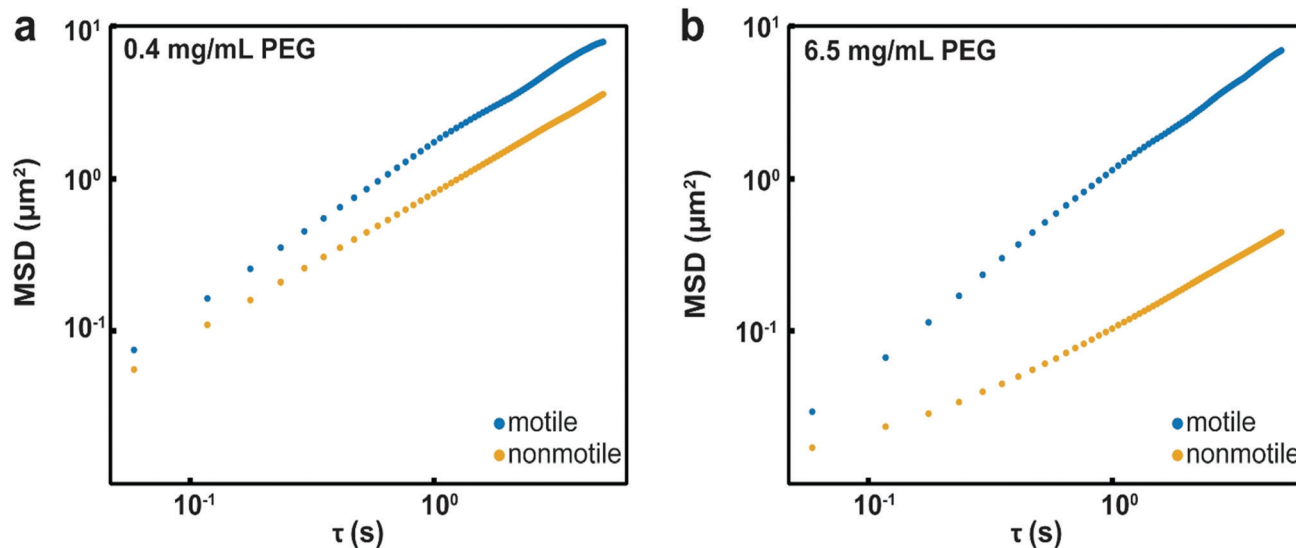 a
0.4 mg/mL PEG
MSD (µm²)
10¹
10⁰
10⁻¹
motile
nonmotile
10⁻¹
10⁰
τ (s)
b
6.5 mg/mL PEG
MSD (µm²)
10¹
10⁰
10⁻¹
motile
nonmotile
10⁻¹
10⁰
τ (s)